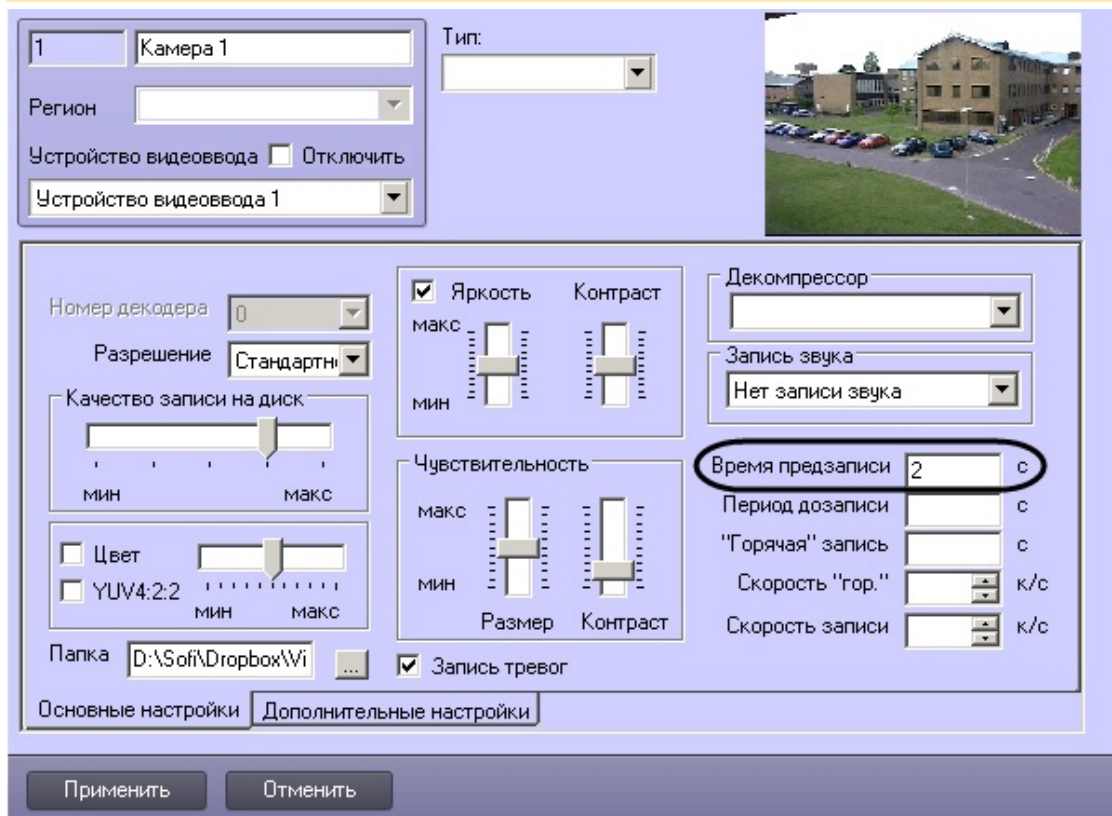 1 Камера 1
Тип:
Регион
Устройство видеоввода Отключить
Устройство видеоввода 1
Номер декодера 0
Разрешение Стандартн
Качество записи на диск
мин макс
Цвет
YUV4:2:2
мин макс
Папка D:\Sofi\Dropbox\Vi ...
Яркость Контраст
макс
мин
Чувствительность
макс
мин
Размер Контраст
Запись тревог
Декомпрессор
Запись звука
Нет записи звука
Время предзаписи 2 с
Период дозаписи с
"Горячая" запись с
Скорость "гор." к/с
Скорость записи к/с
Основные настройки Дополнительные настройки
Применить Отменить